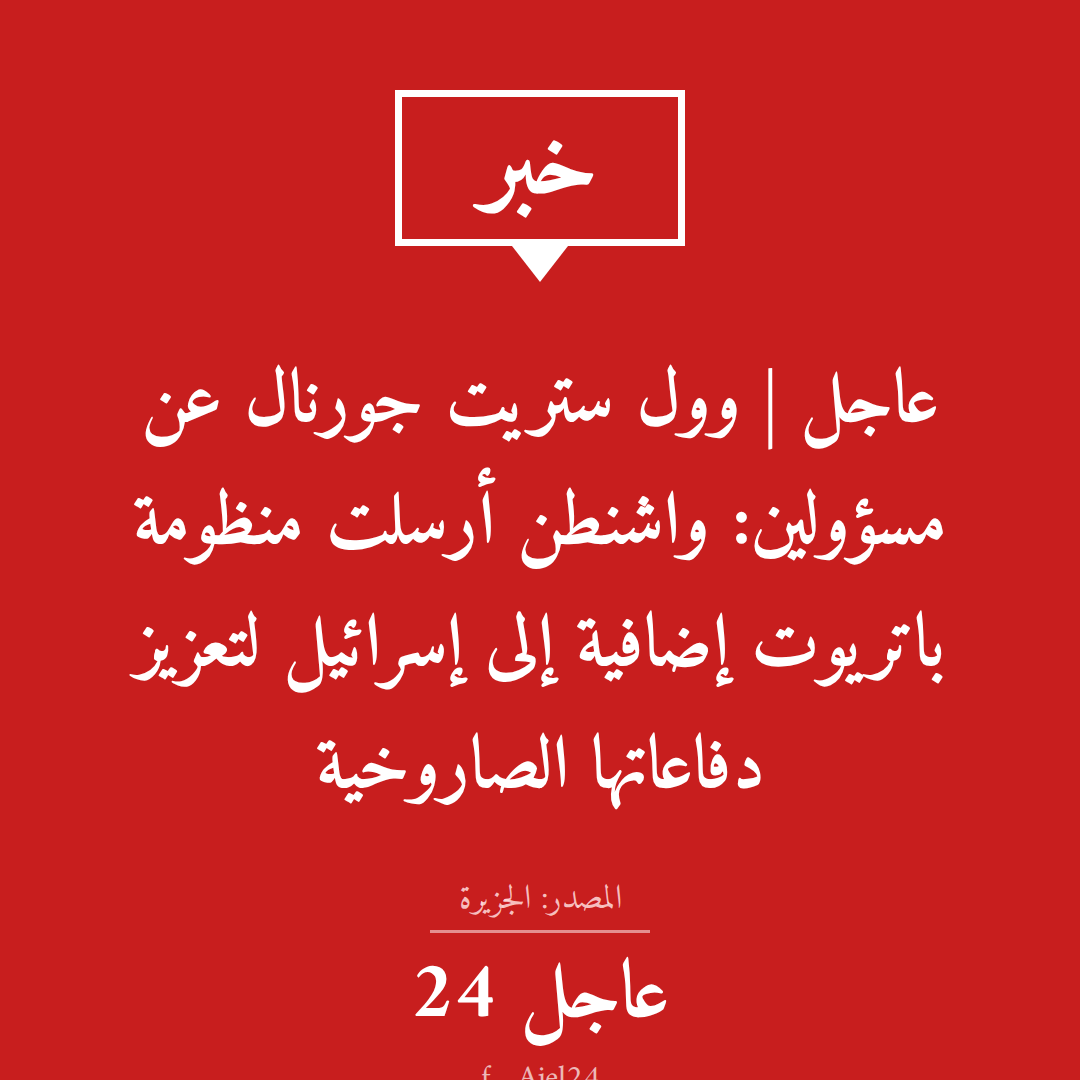 خبر
عاجل | وول ستريت جورنال عن
مسؤولين: واشنطن أرسلت منظومة
باتريوت إضافية إلى إسرائيل لتعزيز
دفاعاتها الصاروخية
المصدر: الجزيرة
عاجل 24
f Ajel24